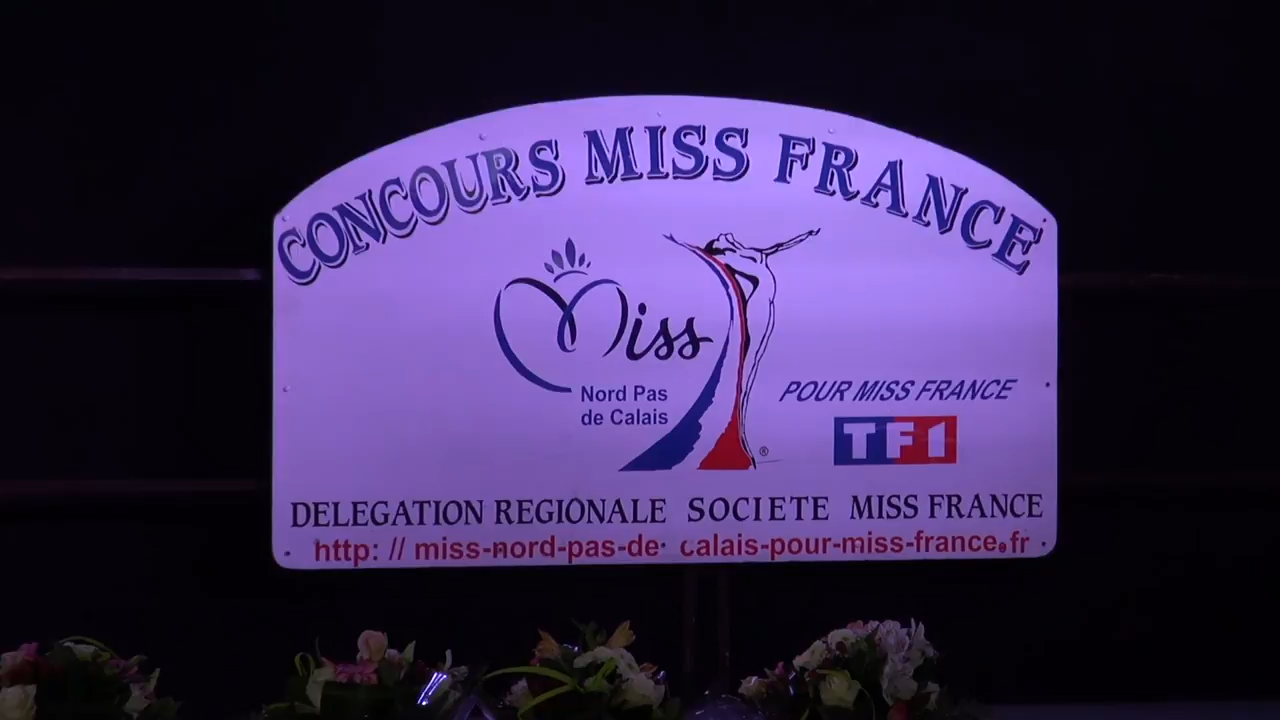 CONCOURS MISS FRANCE
Miss
Nord Pas
de Calais
®
POUR MISS FRANCE
TF1
DELEGATION REGIONALE SOCIETE MISS FRANCE
http: // miss-nord-pas-de- calais-pour-miss-france.fr